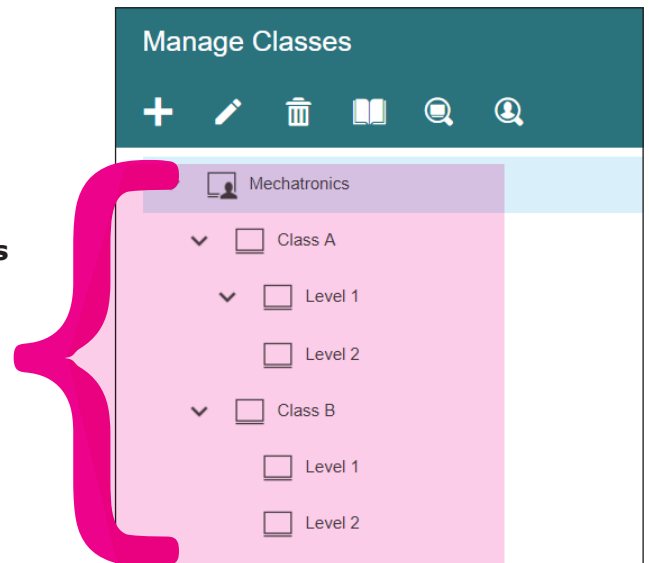 Manage Classes
Mechatronics
Class A
s
Level 1
Level 2
Class B
Level 1
Level 2